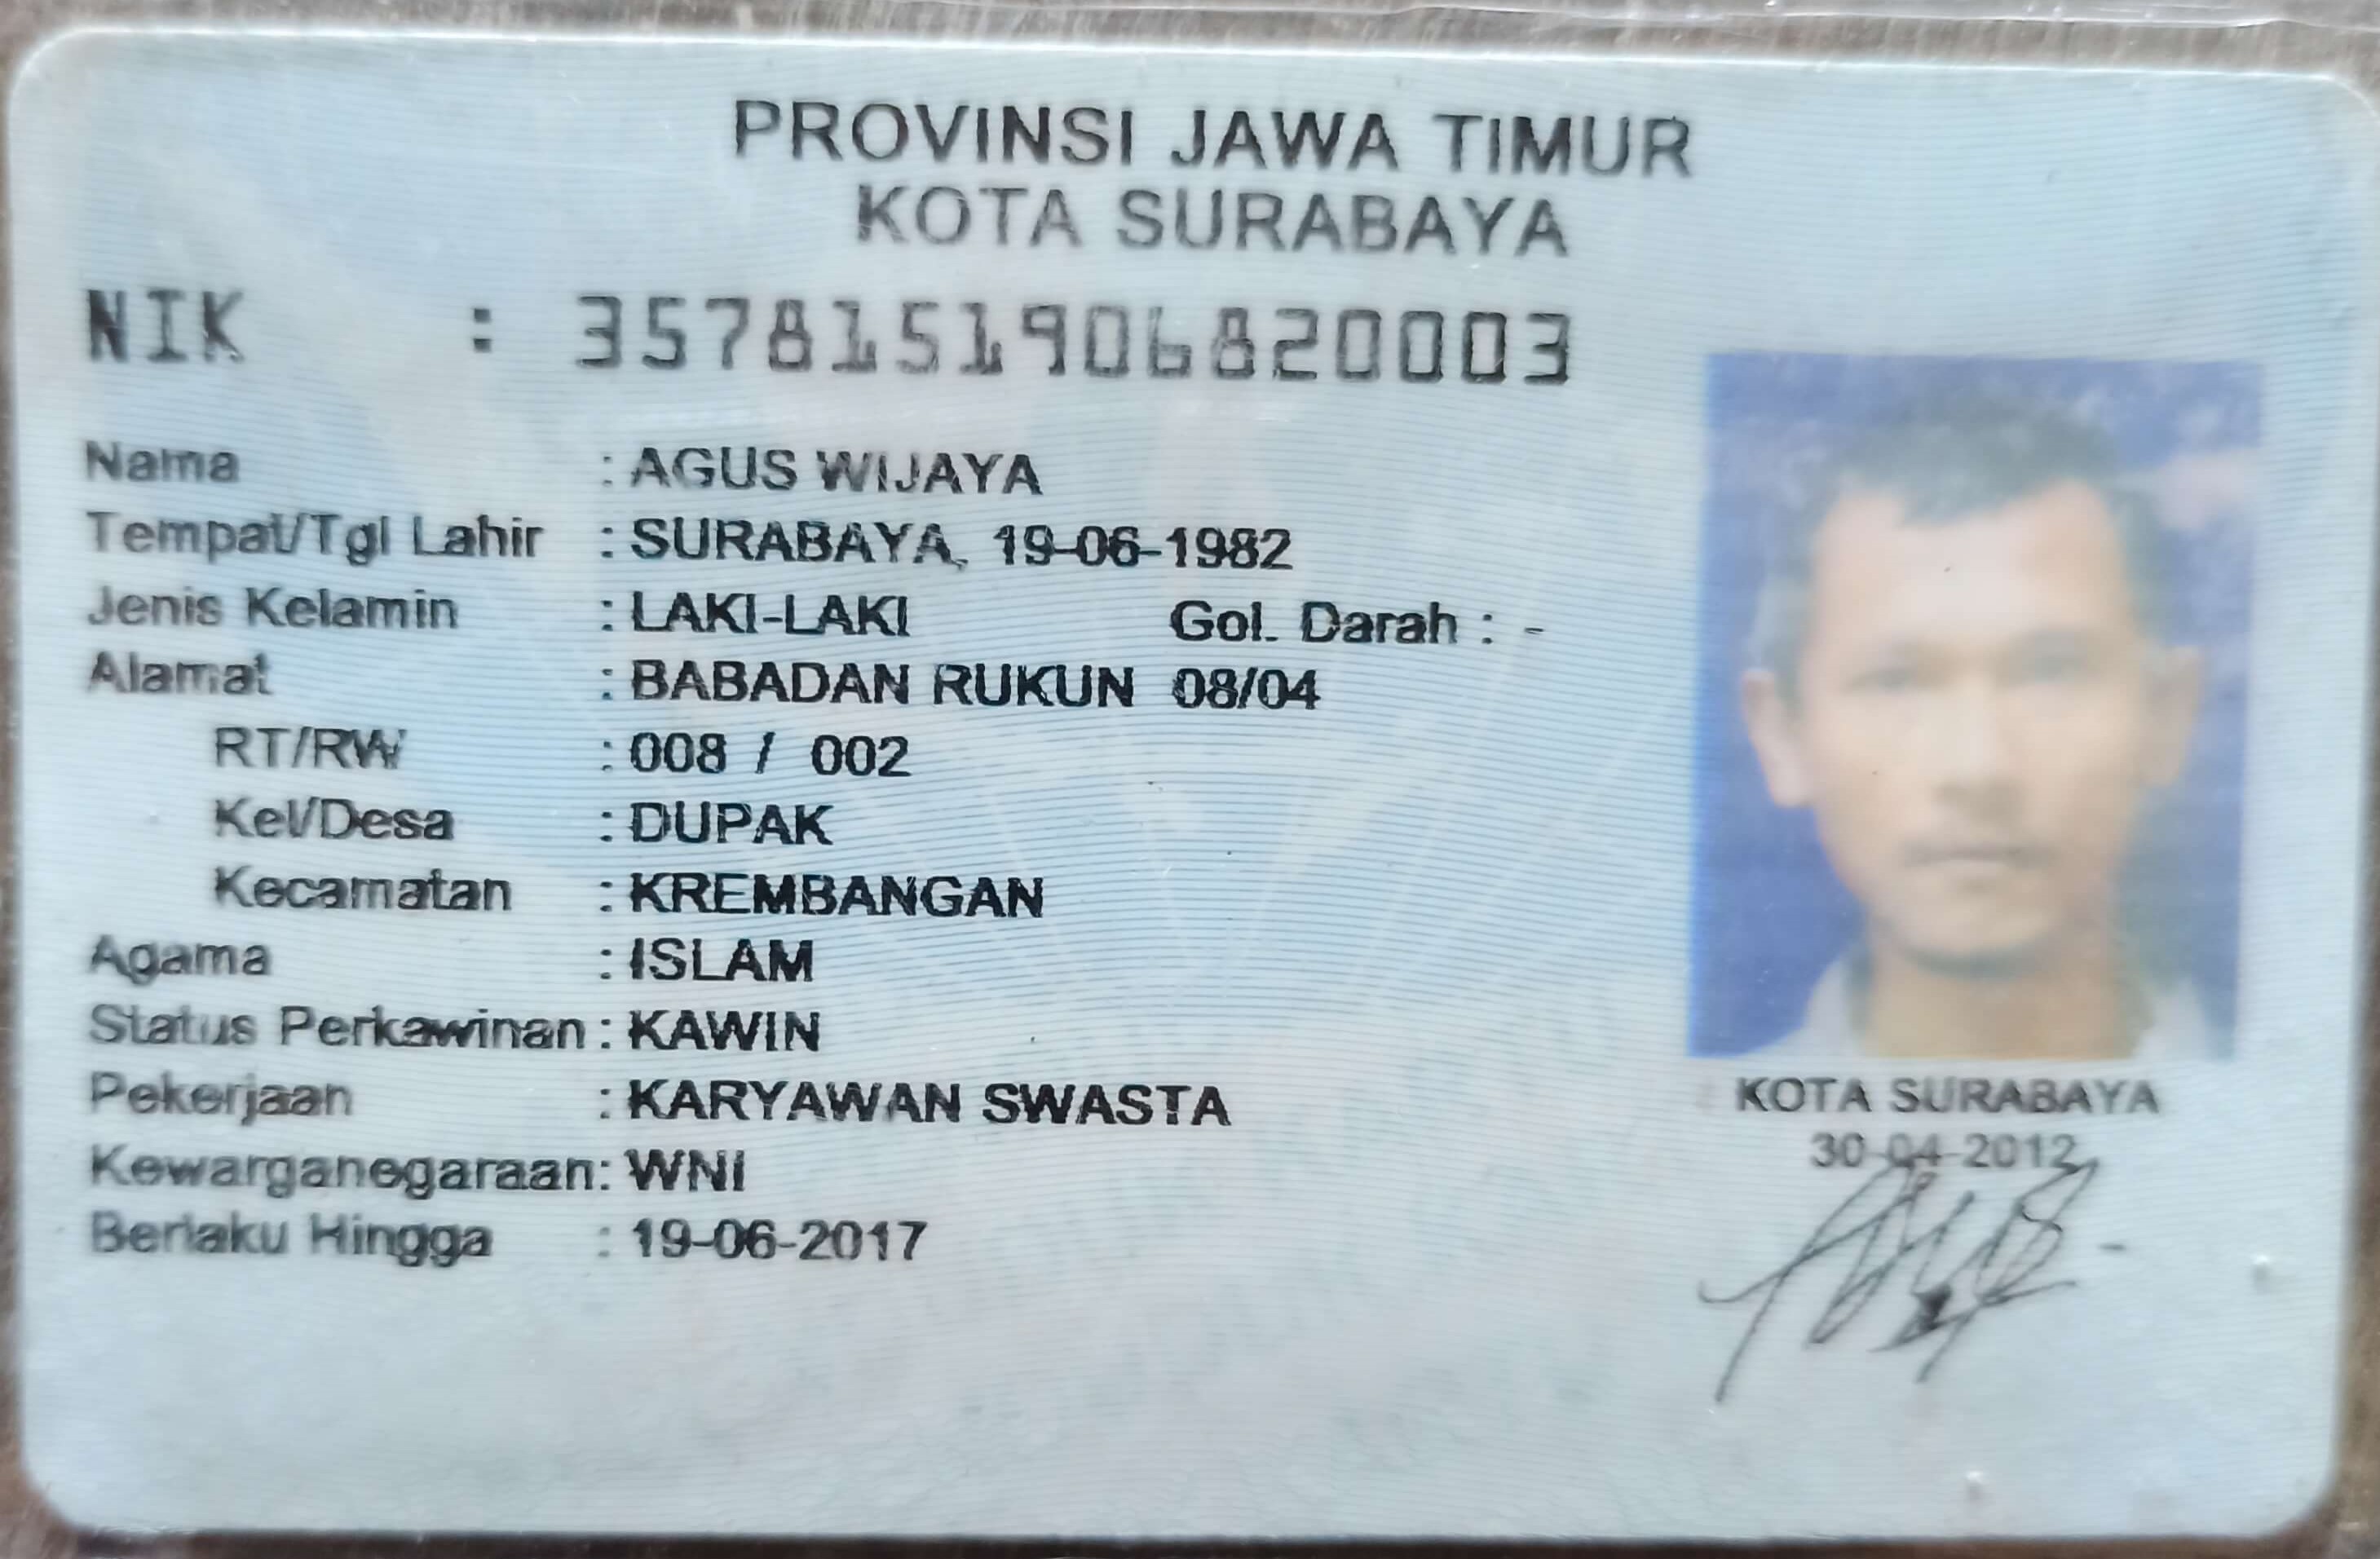 PROVINSI JAWA TIMUR
KOTA SURABAYA
NIK : 3578151906820003
Nama : AGUS WIJAYA
Tempat/Tgl Lahir : SURABAYA, 19-06-1982
Jenis Kelamin : LAKI-LAKI Gol. Darah : -
Alamat : BABADAN RUKUN 08/04
RT/RW : 008 / 002
Kel/Desa : DUPAK
Kecamatan : KREMBANGAN
Agama : ISLAM
Status Perkawinan : KAWIN
Pekerjaan : KARYAWAN SWASTA
Kewarganegaraan : WNI
Berlaku Hingga : 19-06-2017
KOTA SURABAYA
30-04-2012